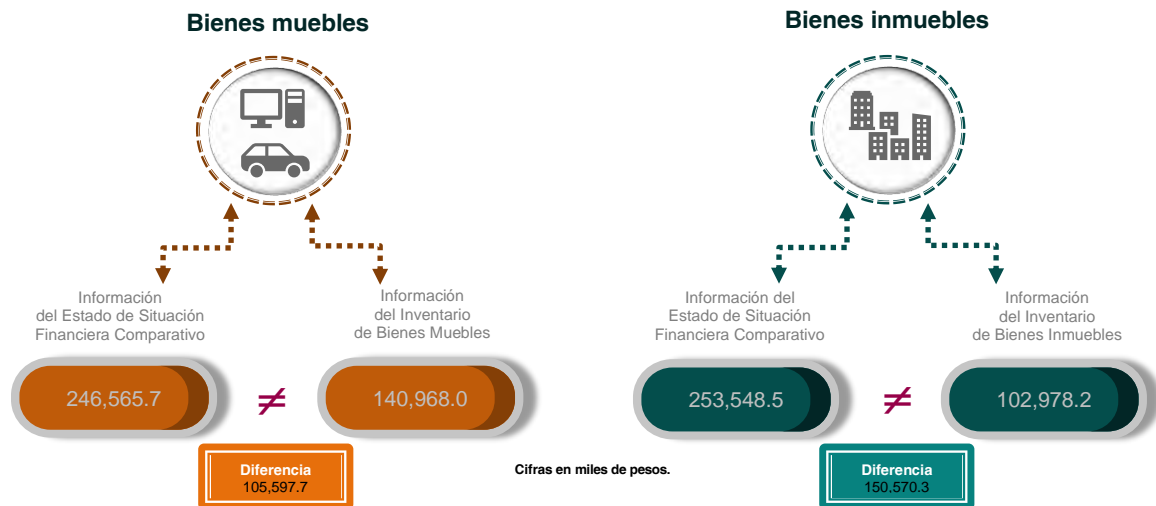 Bienes muebles
Información
del Estado de Situación
Financiera Comparativo
Información
del Inventario
de Bienes Muebles
246,565.7
≠
140,968.0
Diferencia
105,597.7
Cifras en miles de pesos.
Bienes inmuebles
Información del
Estado de Situación
Financiera Comparativo
Información
del Inventario
de Bienes Inmuebles
253,548.5
≠
102,978.2
Diferencia
150,570.3